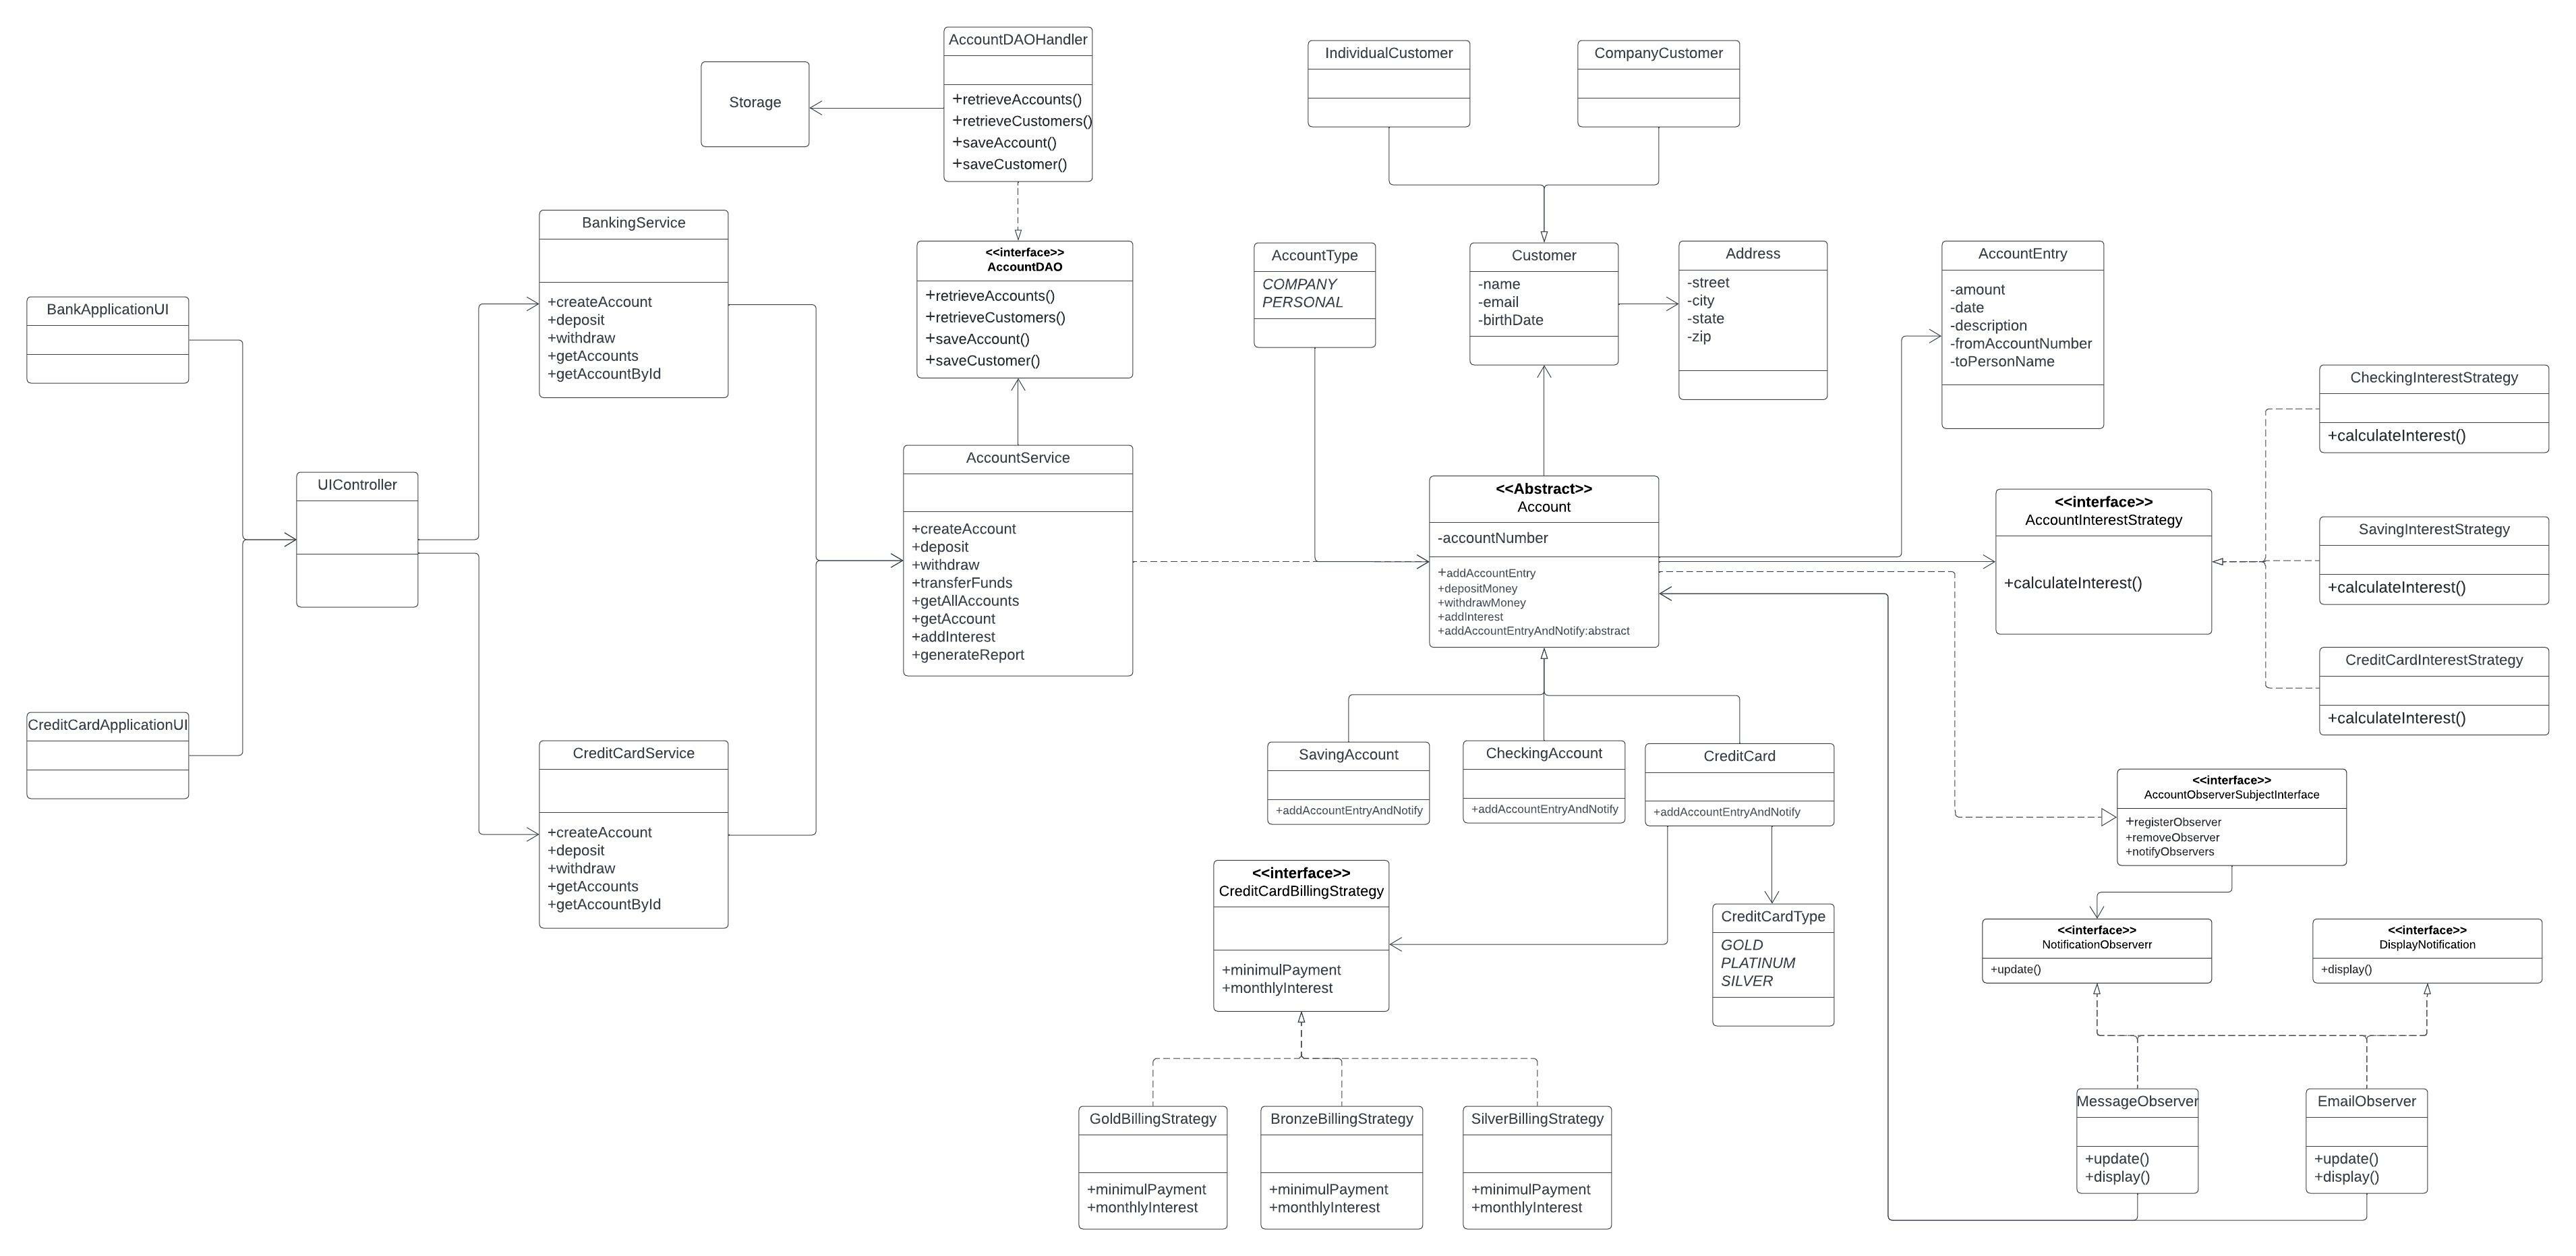 AccountDAOHandler
+retrieveAccounts()
+retrieveCustomers()
+saveAccount()
+saveCustomer()
Storage
IndividualCustomer
CompanyCustomer
BankingService
+createAccount
+deposit
+withdraw
+getAccounts
+getAccountById
<<interface>>
AccountDAO
+retrieveAccounts()
+retrieveCustomers()
+saveAccount()
+saveCustomer()
AccountType
COMPANY
PERSONAL
Customer
-name
-email
-birthDate
Address
-street
-city
-state
-zip
AccountEntry
-amount
-date
-description
-fromAccountNumber
-toPersonName
BankApplicationUI
CheckingInterestStrategy
+calculateInterest()
UIController
AccountService
+createAccount
+deposit
+withdraw
+transferFunds
+getAllAccounts
+getAccount
+addInterest
+generateReport
<<Abstract>>
Account
-accountNumber
+addAccountEntry
+depositMoney
+withdrawMoney
+addInterest
+addAccountEntryAndNotify:abstract
<<interface>>
AccountInterestStrategy
+calculateInterest()
SavingInterestStrategy
+calculateInterest()
CreditCardInterestStrategy
+calculateInterest()
CreditCardApplicationUI
CreditCardService
+createAccount
+deposit
+withdraw
+getAccounts
+getAccountById
SavingAccount
+addAccountEntryAndNotify
CheckingAccount
+addAccountEntryAndNotify
CreditCard
+addAccountEntryAndNotify
<<interface>>
AccountObserverSubjectInterface
+registerObserver
+removeObserver
+notifyObservers
<<interface>>
CreditCardBillingStrategy
+minimulPayment
+monthlyInterest
CreditCardType
GOLD
PLATINUM
SILVER
<<interface>>
NotificationObserverr
+update()
<<interface>>
DisplayNotification
+display()
GoldBillingStrategy
+minimulPayment
+monthlyInterest
BronzeBillingStrategy
+minimulPayment
+monthlyInterest
SilverBillingStrategy
+minimulPayment
+monthlyInterest
MessageObserver
+update()
+display()
EmailObserver
+update()
+display()